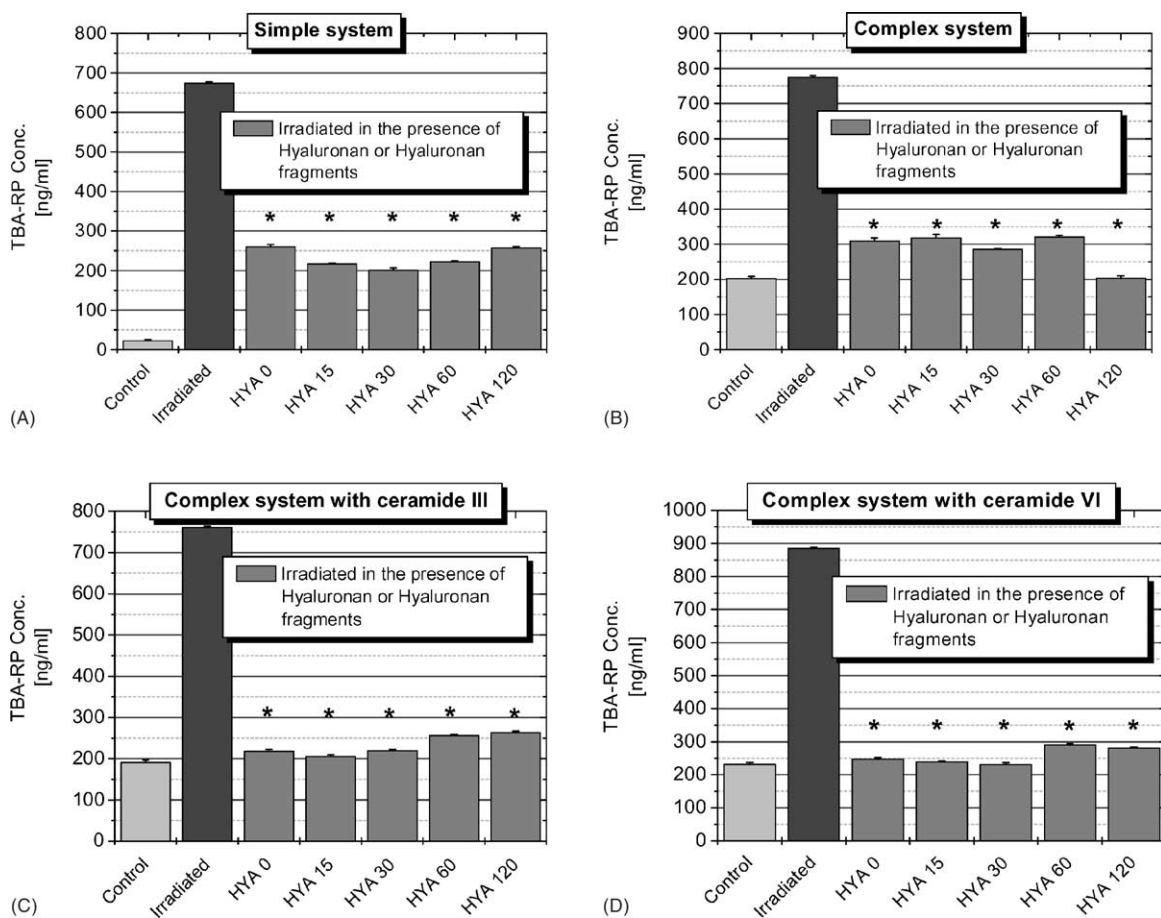 Simple system
800
700
600
500
400
300
200
100
0
TBA-RP Conc.
[ng/ml]
Irradiated in the presence of
Hyaluronan or Hyaluronan
fragments
* * * * *
Control
Irradiated
HYA 0
HYA 15
HYA 30
HYA 60
HYA 120
(A)
Complex system
900
800
700
600
500
400
300
200
100
0
TBA-RP Conc.
[ng/ml]
Irradiated in the presence of
Hyaluronan or Hyaluronan
fragments
* * * * *
Control
Irradiated
HYA 0
HYA 15
HYA 30
HYA 60
HYA 120
(B)
Complex system with ceramide III
800
700
600
500
400
300
200
100
0
TBA-RP Conc.
[ng/ml]
Irradiated in the presence of
Hyaluronan or Hyaluronan
fragments
* * * * *
Control
Irradiated
HYA 0
HYA 15
HYA 30
HYA 60
HYA 120
(C)
Complex system with ceramide VI
1000
900
800
700
600
500
400
300
200
100
0
TBA-RP Conc.
[ng/ml]
Irradiated in the presence of
Hyaluronan or Hyaluronan
fragments
* * * * *
Control
Irradiated
HYA 0
HYA 15
HYA 30
HYA 60
HYA 120
(D)